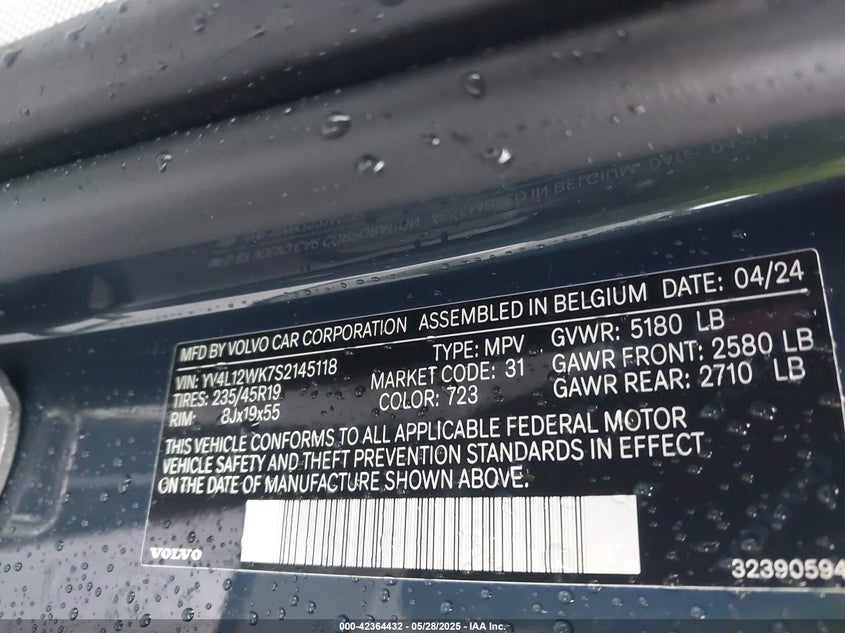 MFD BY VOLVO CAR CORPORATION ASSEMBLED IN BELGIUM DATE: 04/24
VIN: YV4L12WK7S2145118 TYPE: MPV GVWR: 5180 LB
TIRES: 235/45R19 MARKET CODE: 31 GAWR FRONT: 2580 LB
RIM: 8Jx19x55 COLOR: 723 GAWR REAR: 2710 LB
THIS VEHICLE CONFORMS TO ALL APPLICABLE FEDERAL MOTOR
VEHICLE SAFETY AND THEFT PREVENTION STANDARDS IN EFFECT
ON THE DATE OF MANUFACTURE SHOWN ABOVE.
VOLVO 32390594
000-42364432 - 05/28/2025 - IAA Inc.